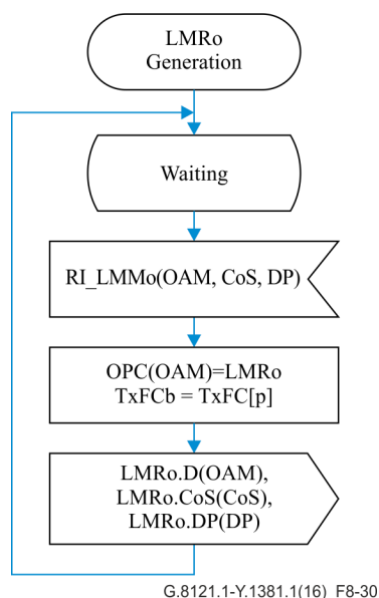 LMRo
Generation
Waiting
RI_LMMo(OAM, CoS, DP)
OPC(OAM)=LMRo
TxFCb = TxFC[p]
LMRo.D(OAM),
LMRo.CoS(CoS),
LMRo.DP(DP)
G.8121.1-Y.1381.1(16)_F8-30